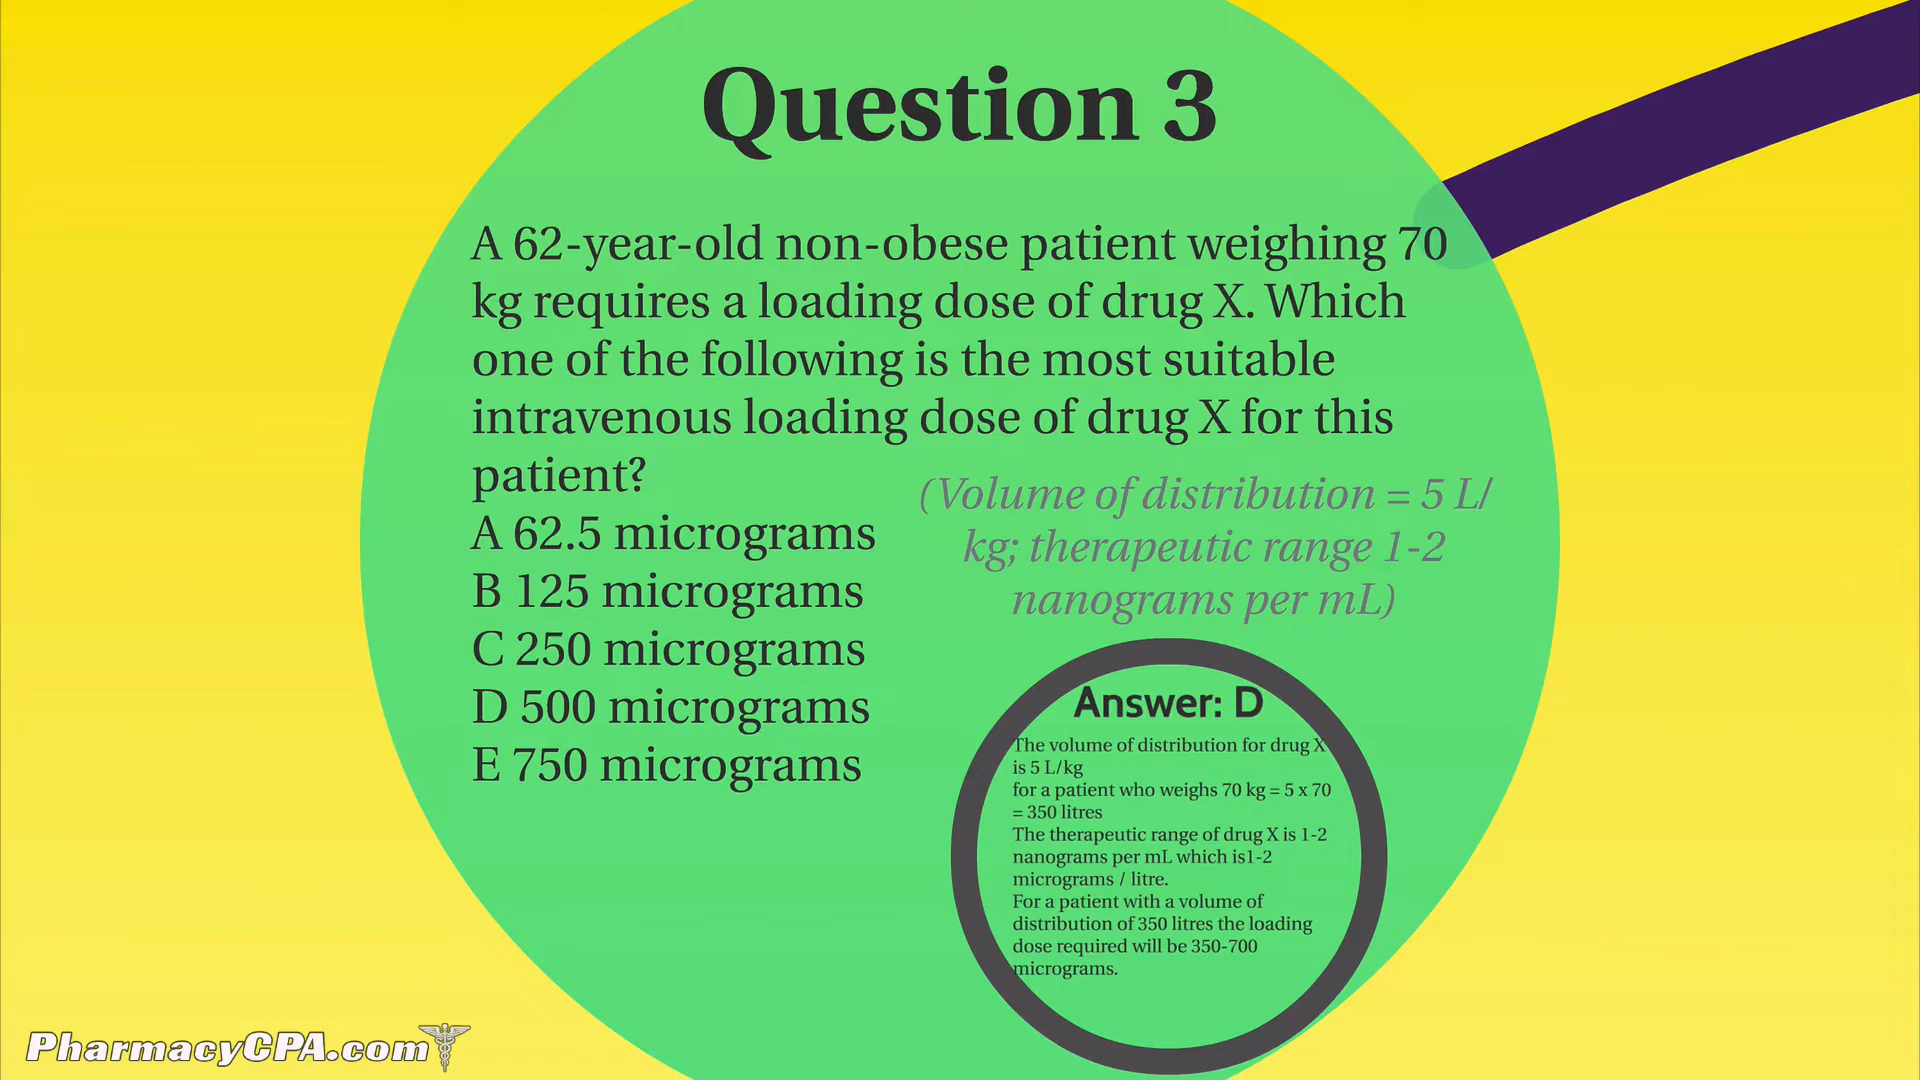 Question 3
A 62-year-old non-obese patient weighing 70
kg requires a loading dose of drug X. Which
one of the following is the most suitable
intravenous loading dose of drug X for this
patient?
(Volume of distribution = 5 L/
kg; therapeutic range 1-2
nanograms per mL)
A 62.5 micrograms
B 125 micrograms
C 250 micrograms
D 500 micrograms
E 750 micrograms
Answer: D
The volume of distribution for drug X
is 5 L/kg
for a patient who weighs 70 kg = 5 x 70
= 350 litres
The therapeutic range of drug X is 1-2
nanograms per mL which is1-2
micrograms / litre.
For a patient with a volume of
distribution of 350 litres the loading
dose required will be 350-700
micrograms.
PharmacyCPA.com